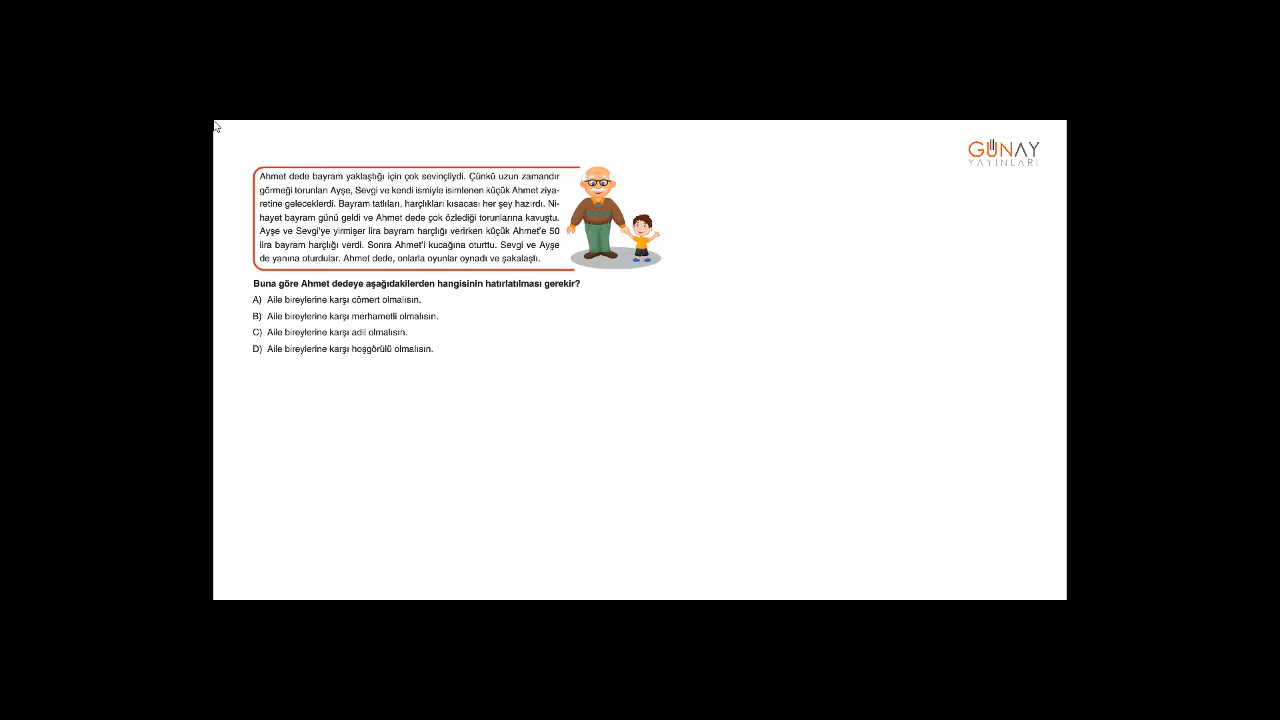 GÜNAY
YAYINLARI
Ahmet dede bayram yaklaştığı için çok sevinçliydi. Çünkü uzun zamandır
görmeği torunları Ayşe, Sevgi ve kendi ismiyle isimlenen küçük Ahmet ziya-
retine geleceklerdi. Bayram tatlıları, harçlıkları kısacası her şey hazırdı. Ni-
hayet bayram günü geldi ve Ahmet dede çok özlediği torunlarına kavuştu.
Ayşe ve Sevgi'ye yirmişer lira bayram harçlığı verirken küçük Ahmet'e 50
lira bayram harçlığı verdi. Sonra Ahmet'i kucağına oturttu. Sevgi ve Ayşe
de yanına oturdular. Ahmet dede, onlarla oyunlar oynadı ve şakalaştı.
Buna göre Ahmet dedeye aşağıdakilerden hangisinin hatırlatılması gerekir?
A) Aile bireylerine karşı cömert olmalısın.
B) Aile bireylerine karşı merhametli olmalısın.
C) Aile bireylerine karşı adil olmalısın.
D) Aile bireylerine karşı hoşgörülü olmalısın.